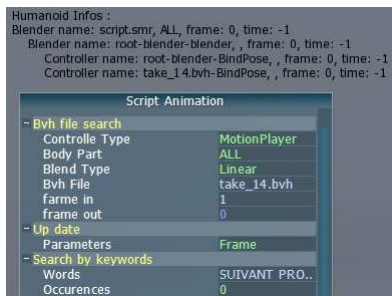 Humanoid Infos :
Blender name: script.smr, ALL, frame: 0, time: -1
Blender name: root-blender-blender, , frame: 0, time: -1
Controller name: root-blender-BindPose, , frame: 0, time: -1
Controller name: take_14.bvh-BindPose, , frame: 0, time: -1
Script Animation
- Bvh file search
Controlle Type MotionPlayer
Body Part ALL
Blend Type Linear
Bvh File take_14.bvh
farme in 1
frame out 0
- Up date
Parameters Frame
- Search by keywords
Words SUIVANT PRO..
Occurences 0